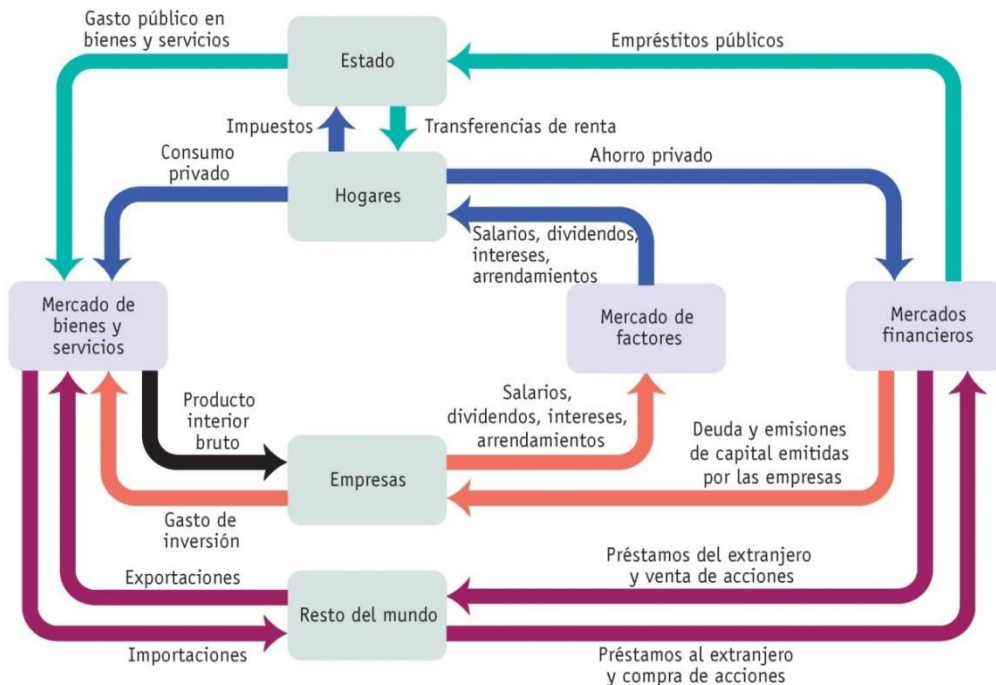 Gasto público en
bienes y servicios
Estado
Empréstitos públicos
Impuestos
Transferencias de renta
Consumo
privado
Hogares
Ahorro privado
Salarios, dividendos,
intereses,
arrendamientos
Mercado de
bienes y
servicios
Mercado de
factores
Mercados
financieros
Producto
interior
bruto
Salarios,
dividendos, intereses,
arrendamientos
Deuda y emisiones
de capital emitidas
por las empresas
Empresas
Gasto de
inversión
Exportaciones
Préstamos del extranjero
y venta de acciones
Resto del mundo
Importaciones
Préstamos al extranjero
y compra de acciones